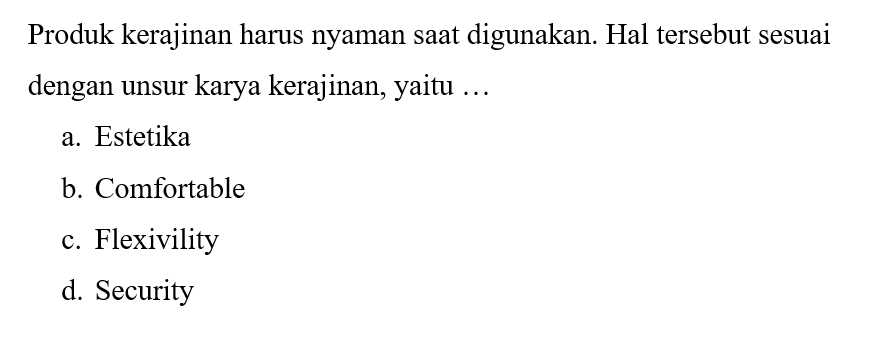 Produk kerajinan harus nyaman saat digunakan. Hal tersebut sesuai
dengan unsur karya kerajinan, yaitu …
a. Estetika
b. Comfortable
c. Flexivility
d. Security